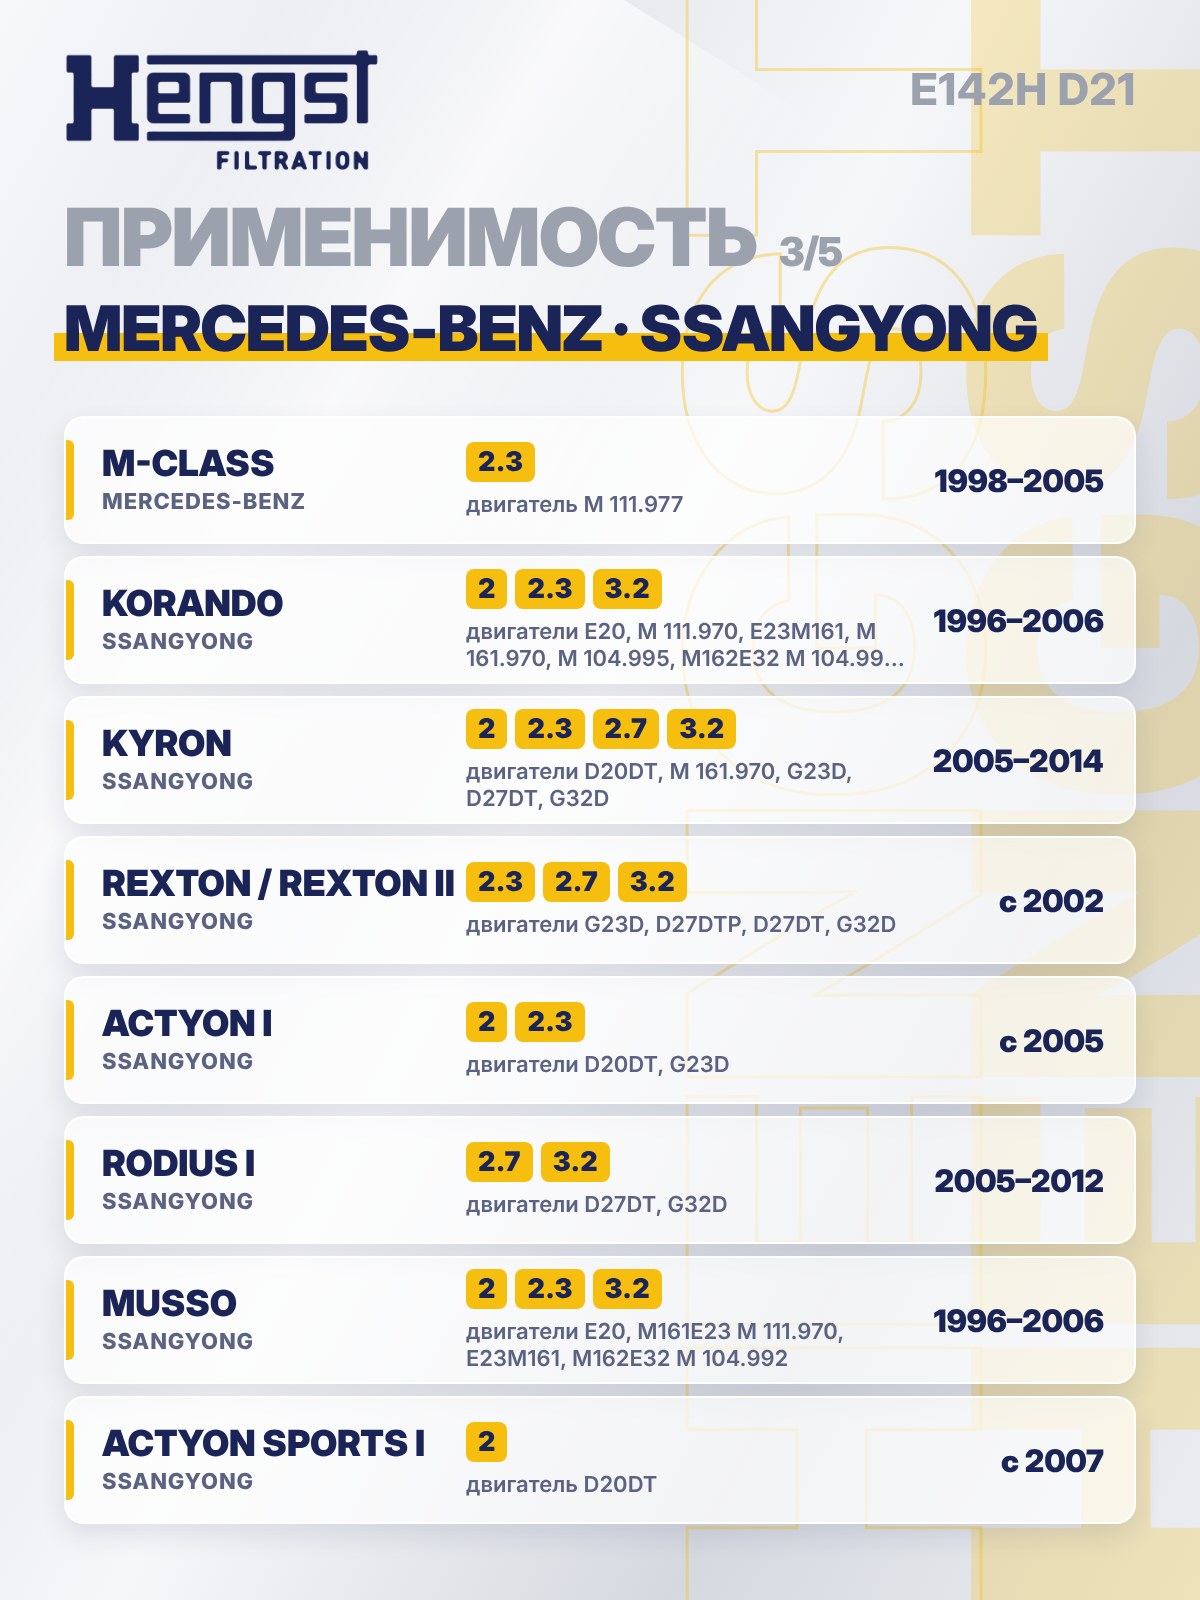 Hengst
FILTRATION
E142H D21
ПРИМЕНИМОСТЬ 3/5
MERCEDES-BENZ · SSANGYONG
M-CLASS
MERCEDES-BENZ
2.3
двигатель M 111.977
1998–2005
KORANDO
SSANGYONG
2 2.3 3.2
двигатели E20, M 111.970, E23M161, M
161.970, M 104.995, M162E32 M 104.99...
1996–2006
KYRON
SSANGYONG
2 2.3 2.7 3.2
двигатели D20DT, M 161.970, G23D,
D27DT, G32D
2005–2014
REXTON / REXTON II
SSANGYONG
2.3 2.7 3.2
двигатели G23D, D27DTP, D27DT, G32D
с 2002
ACTYON I
SSANGYONG
2 2.3
двигатели D20DT, G23D
с 2005
RODIUS I
SSANGYONG
2.7 3.2
двигатели D27DT, G32D
2005–2012
MUSSO
SSANGYONG
2 2.3 3.2
двигатели E20, M161E23 M 111.970,
E23M161, M162E32 M 104.992
1996–2006
ACTYON SPORTS I
SSANGYONG
2
двигатель D20DT
с 2007
HENGST
HENGST